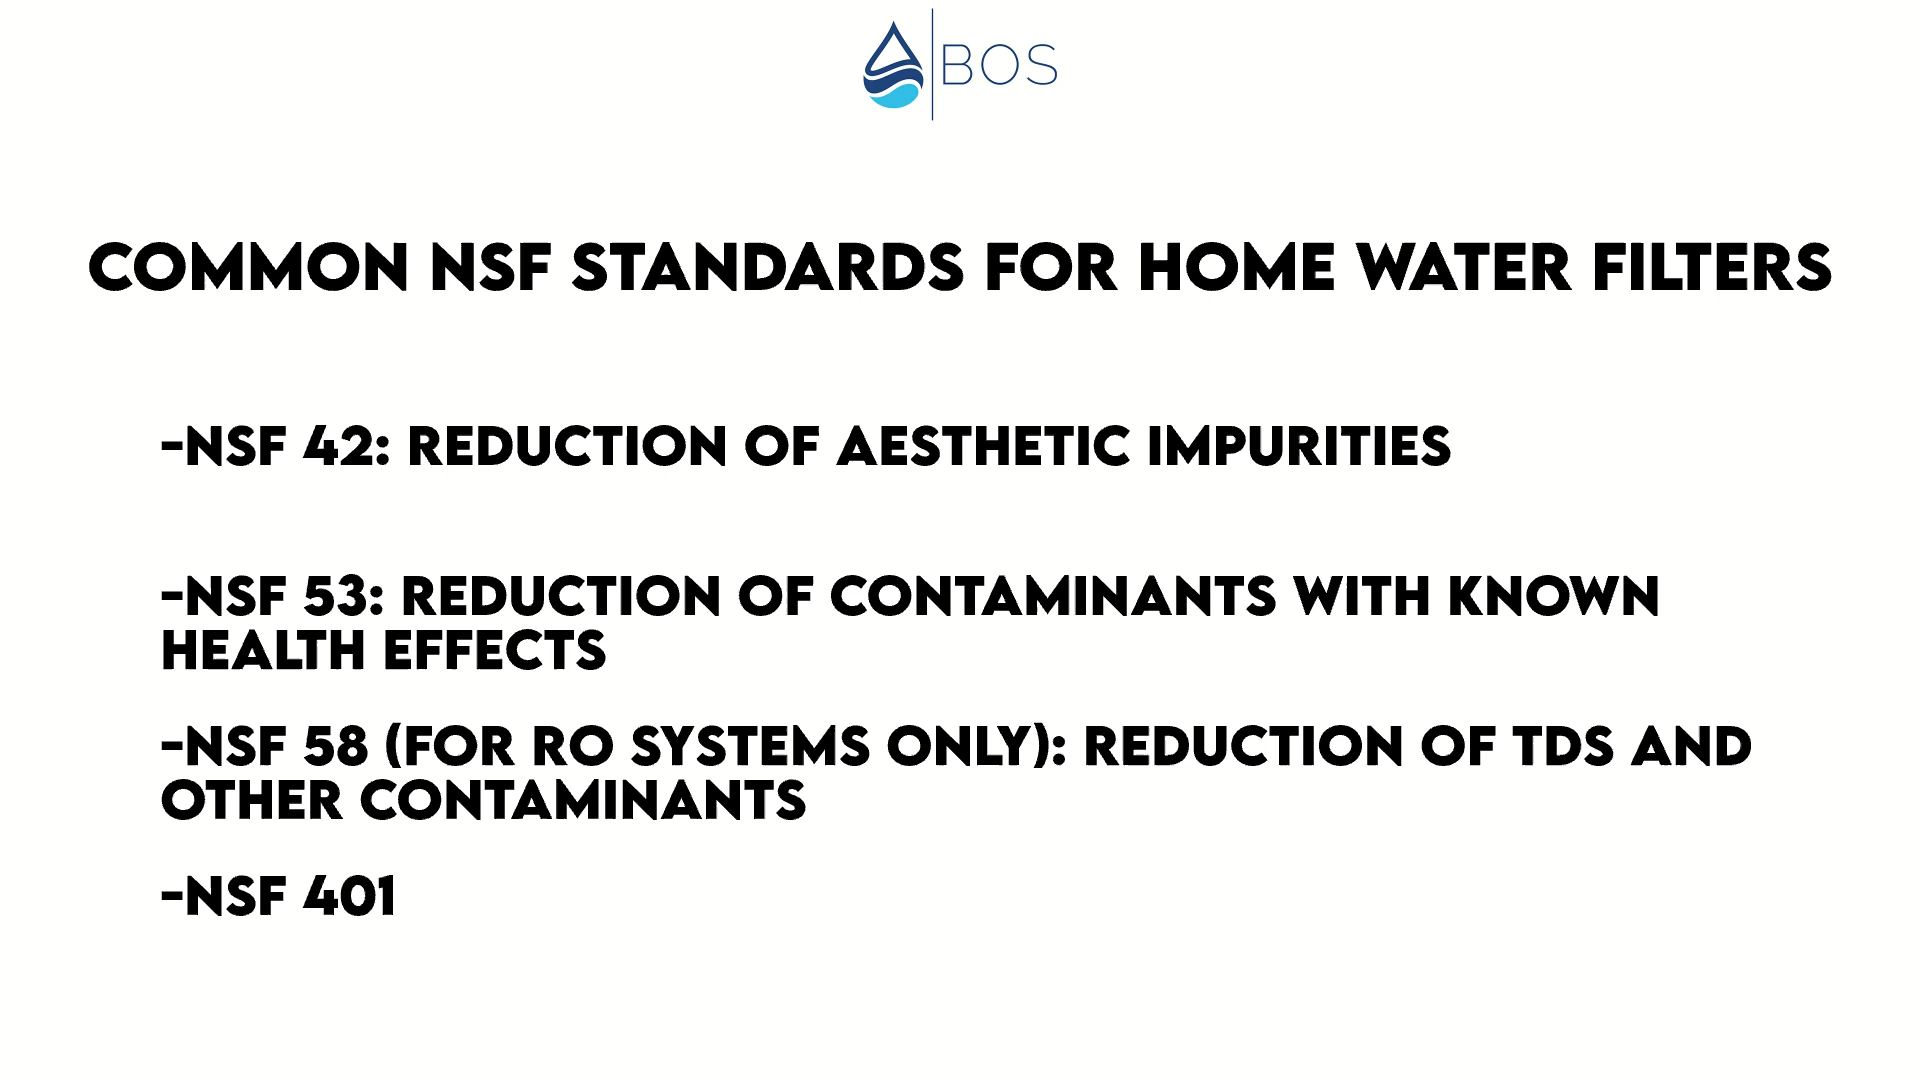 BOS
COMMON NSF STANDARDS FOR HOME WATER FILTERS
-NSF 42: REDUCTION OF AESTHETIC IMPURITIES
-NSF 53: REDUCTION OF CONTAMINANTS WITH KNOWN
HEALTH EFFECTS
-NSF 58 (FOR RO SYSTEMS ONLY): REDUCTION OF TDS AND
OTHER CONTAMINANTS
-NSF 401